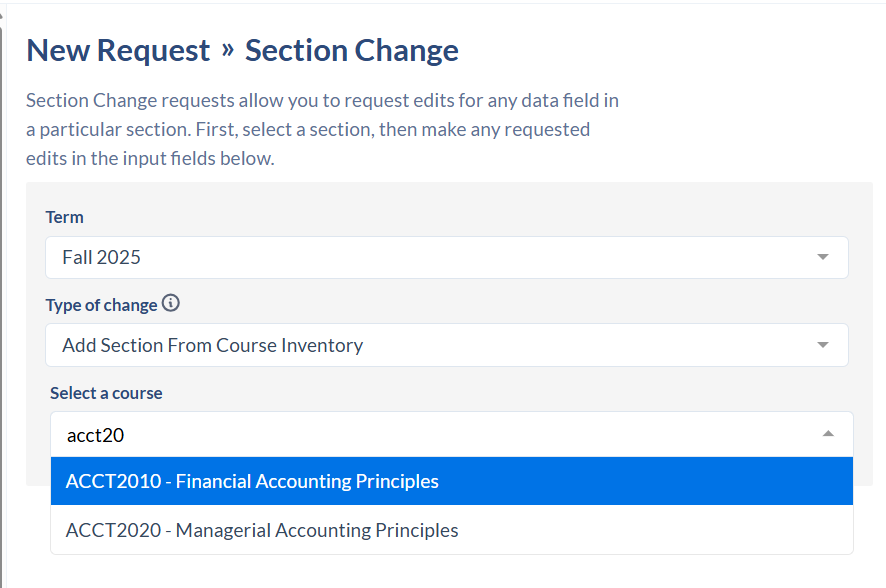 New Request » Section Change
Section Change requests allow you to request edits for any data field in
a particular section. First, select a section, then make any requested
edits in the input fields below.
Term
Fall 2025
Type of change
Add Section From Course Inventory
Select a course
acct20
ACCT2010 - Financial Accounting Principles
ACCT2020 - Managerial Accounting Principles